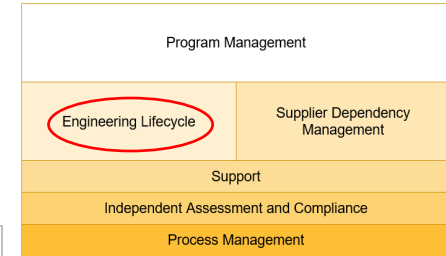 Program Management
Engineering Lifecycle
Supplier Dependency
Management
Support
Independent Assessment and Compliance
Process Management